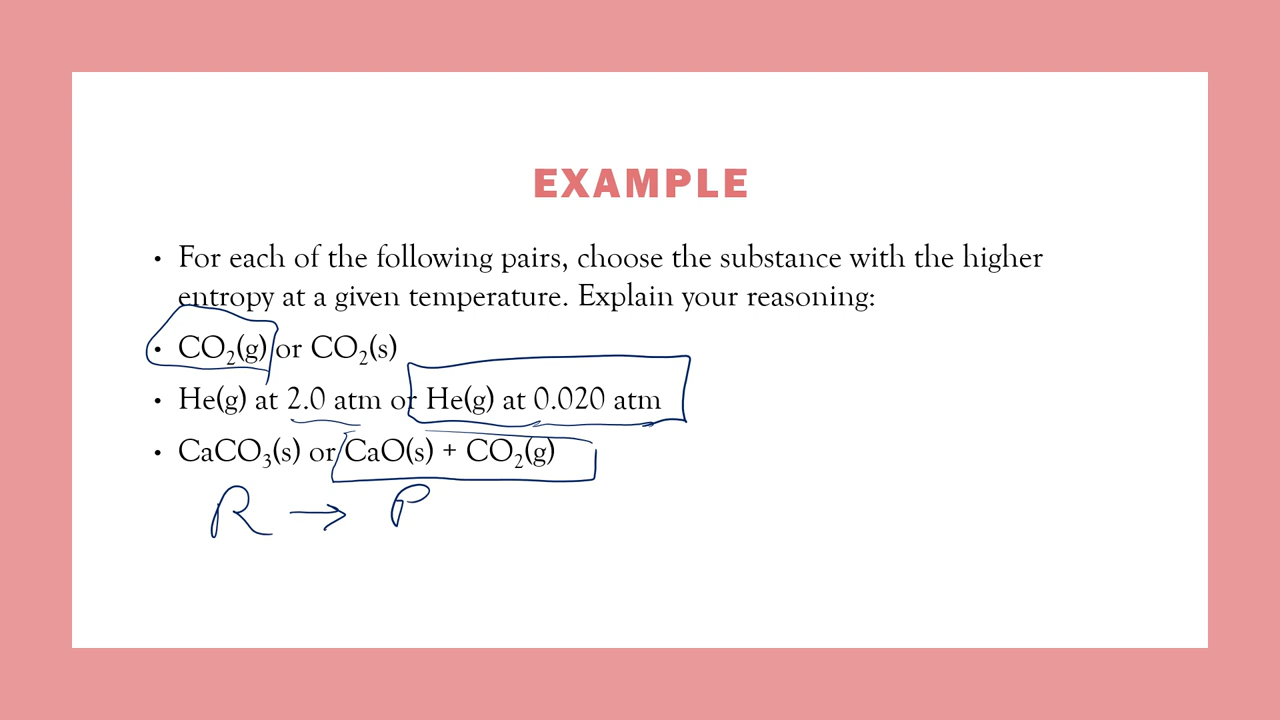 EXAMPLE
• For each of the following pairs, choose the substance with the higher
entropy at a given temperature. Explain your reasoning:
• CO₂(g) or CO₂(s)
• He(g) at 2.0 atm or He(g) at 0.020 atm
• CaCO₃(s) or CaO(s) + CO₂(g)
R → P